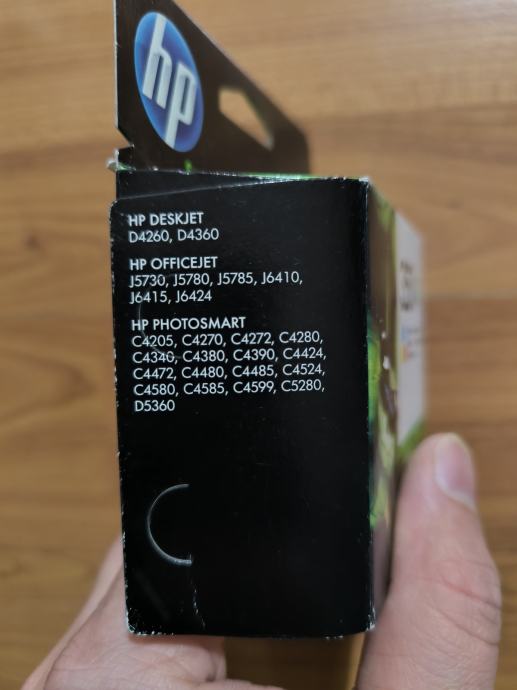 hp
HP DESKJET
D4260, D4360
HP OFFICEJET
J5730, J5780, J5785, J6410,
J6415, J6424
HP PHOTOSMART
C4205, C4270, C4272, C4280,
C4340, C4380, C4390, C4424,
C4472, C4480, C4485, C4524,
C4580, C4585, C4599, C5280,
D5360